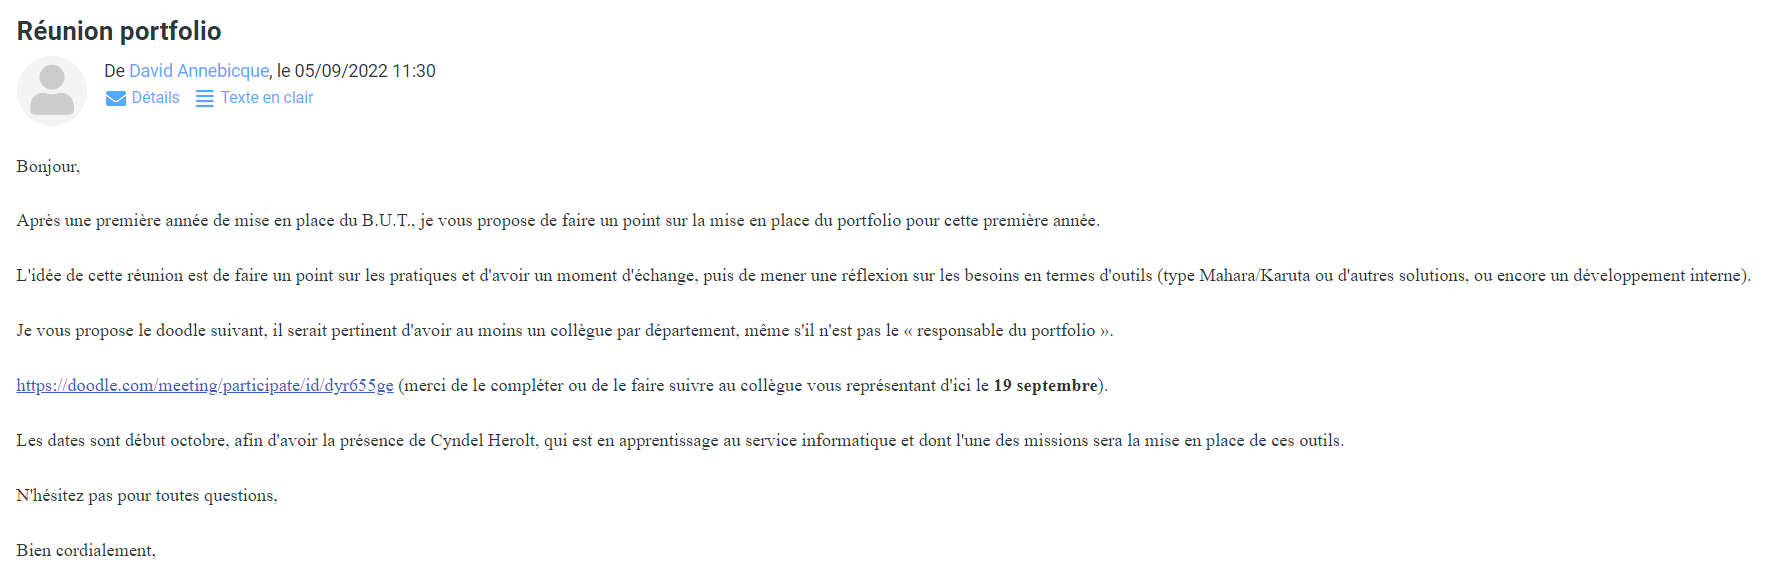 Réunion portfolio
De David Annebicque, le 05/09/2022 11:30
Détails Texte en clair
Bonjour,
Après une première année de mise en place du B.U.T., je vous propose de faire un point sur la mise en place du portfolio pour cette première année.
L'idée de cette réunion est de faire un point sur les pratiques et d'avoir un moment d'échange, puis de mener une réflexion sur les besoins en termes d'outils (type Mahara/Karuta ou d'autres solutions, ou encore un développement interne).
Je vous propose le doodle suivant, il serait pertinent d'avoir au moins un collègue par département, même s'il n'est pas le « responsable du portfolio ».
https://doodle.com/meeting/participate/id/dyr655ge (merci de le compléter ou de le faire suivre au collègue vous représentant d'ici le 19 septembre).
Les dates sont début octobre, afin d'avoir la présence de Cyndel Herolt, qui est en apprentissage au service informatique et dont l'une des missions sera la mise en place de ces outils.
N'hésitez pas pour toutes questions,
Bien cordialement,